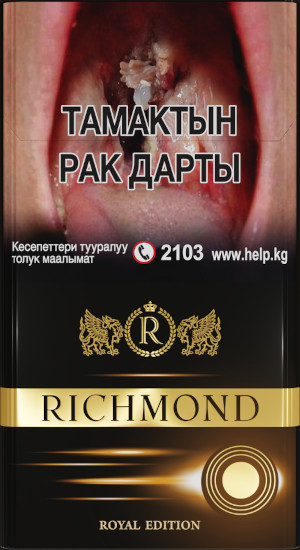 ТАМАКТЫН
РАК ДАРТЫ
Кесепеттери тууралуу
толук маалымат
2103 www.help.kg
R
RICHMOND
ROYAL EDITION